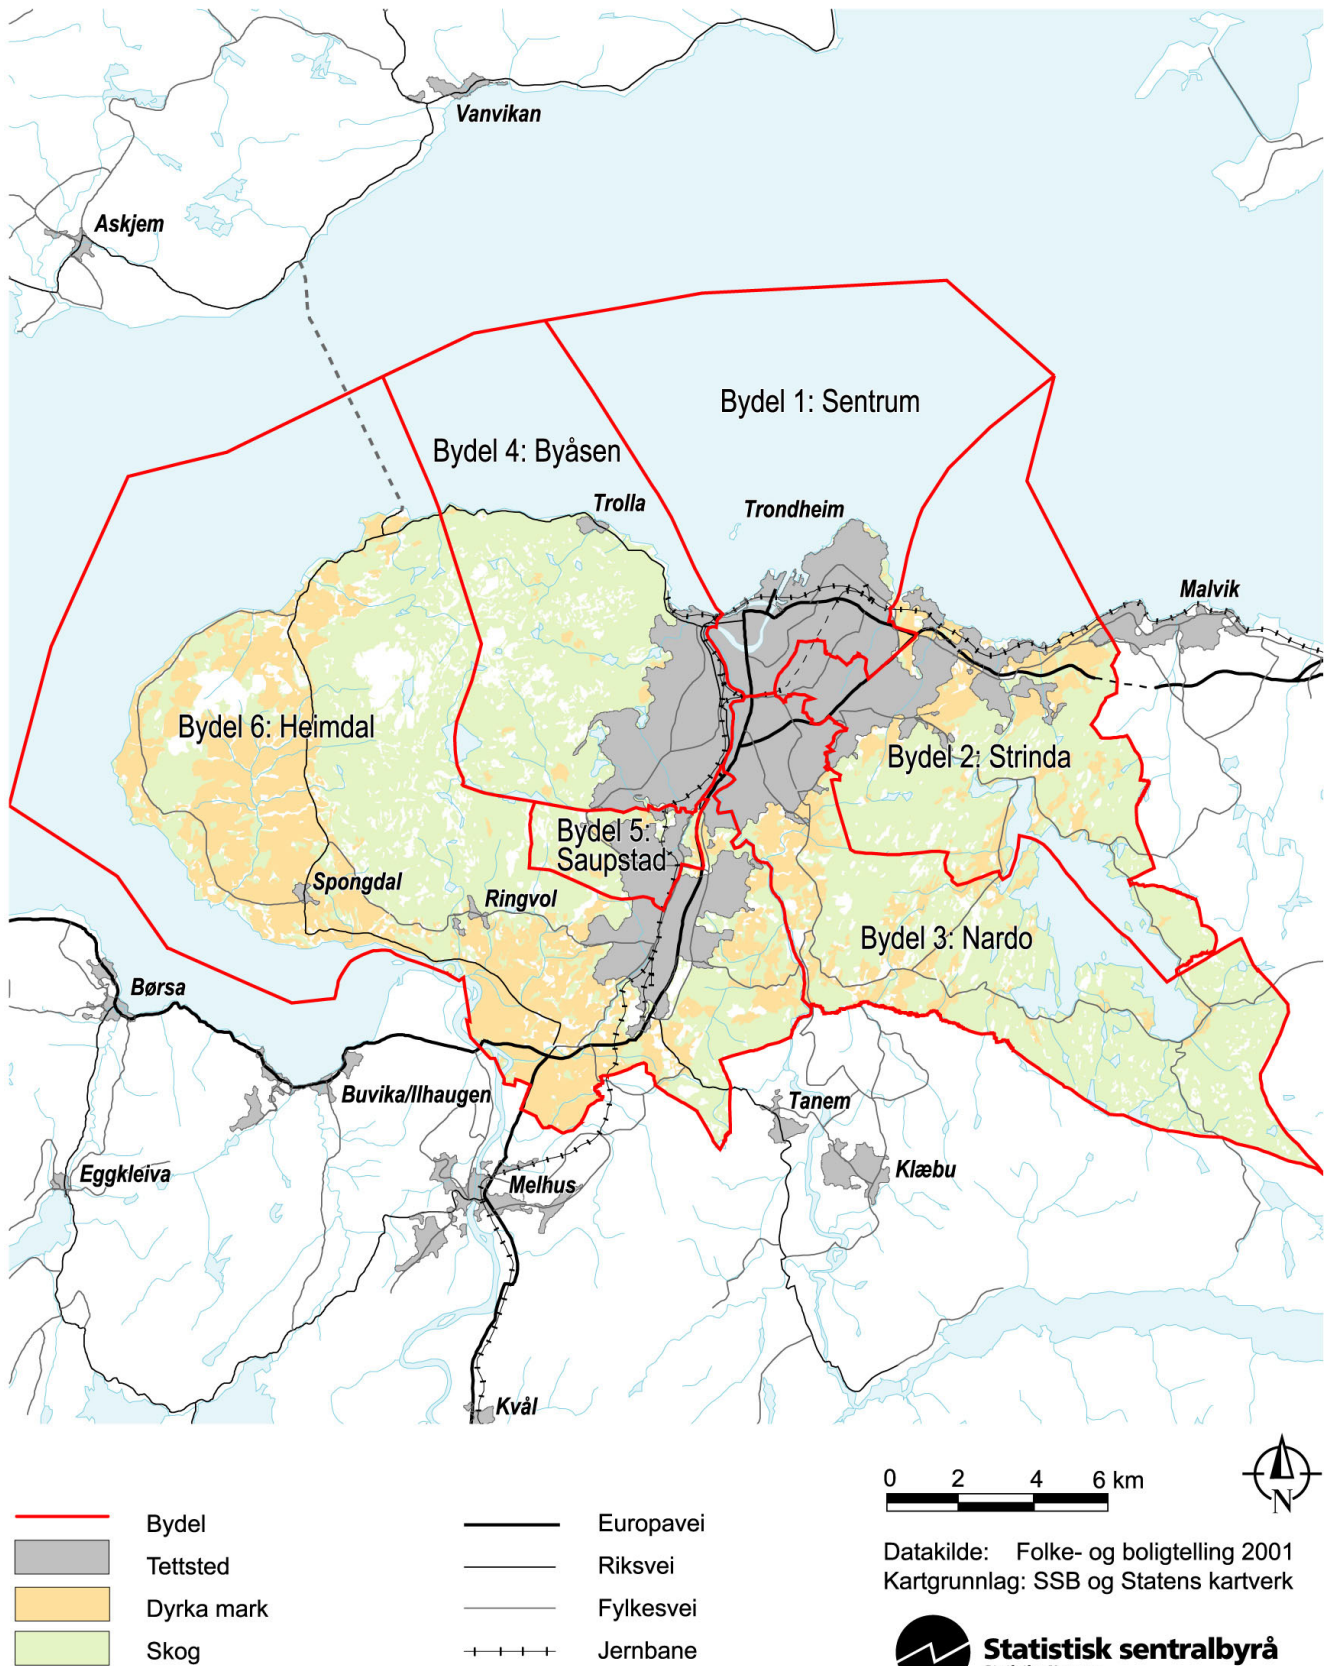 Vanvikan
Askjem
Bydel 1: Sentrum
Bydel 4: Byåsen
Trolla
Trondheim
Malvik
Bydel 6: Heimdal
Bydel 2: Strinda
Bydel 5:
Saupstad
Spongdal
Ringvol
Bydel 3: Nardo
Børsa
Buvika/Ilhaugen
Tanem
Eggkleiva
Melhus
Klæbu
Kvål
0 2 4 6 km
N
Bydel
Tettsted
Dyrka mark
Skog
Europavei
Riksvei
Fylkesvei
Jernbane
Datakilde: Folke- og boligtelling 2001
Kartgrunnlag: SSB og Statens kartverk
Statistisk sentralbyrå